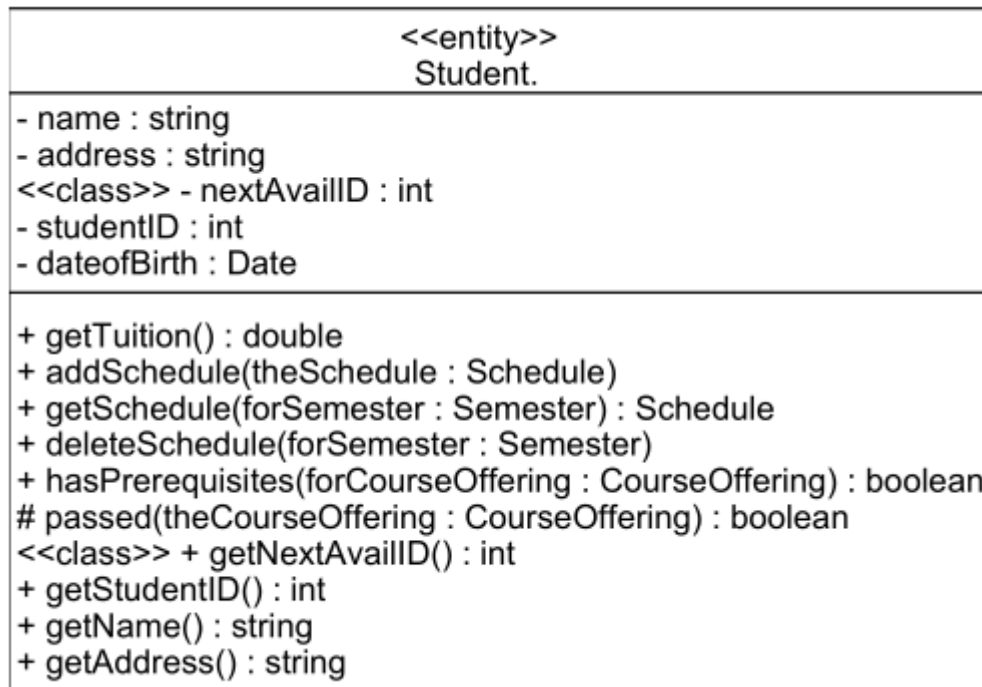 <<entity>>
Student.
- name : string
- address : string
<<class>> - nextAvailID : int
- studentID : int
- dateofBirth : Date
+ getTuition() : double
+ addSchedule(theSchedule : Schedule)
+ getSchedule(forSemester : Semester) : Schedule
+ deleteSchedule(forSemester : Semester)
+ hasPrerequisites(forCourseOffering : CourseOffering) : boolean
# passed(theCourseOffering : CourseOffering) : boolean
<<class>> + getNextAvailID() : int
+ getStudentID() : int
+ getName() : string
+ getAddress() : string